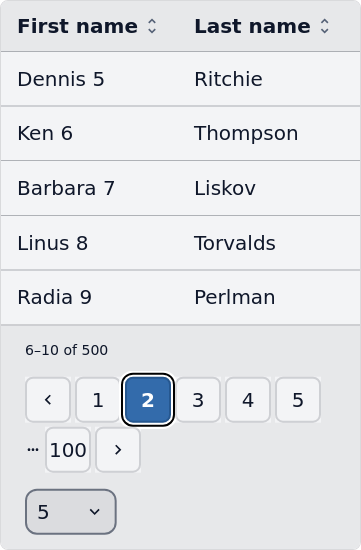 First name Last name
Dennis 5 Ritchie
Ken 6 Thompson
Barbara 7 Liskov
Linus 8 Torvalds
Radia 9 Perlman
6–10 of 500
1 2 3 4 5
··· 100
5